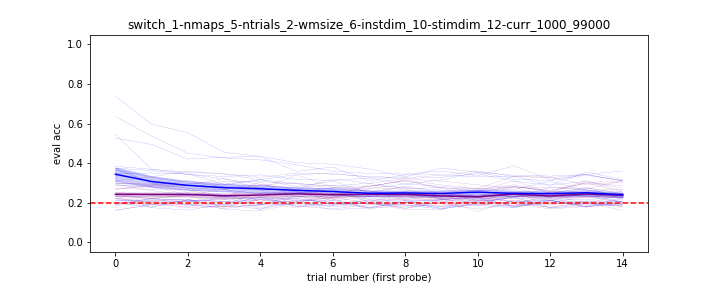 switch_1-nmaps_5-ntrials_2-wmsize_6-instdim_10-stimdim_12-curr_1000_99000
1.0
0.8
0.6
0.4
0.2
0.0
eval acc
0 2 4 6 8 10 12 14
trial number (first probe)